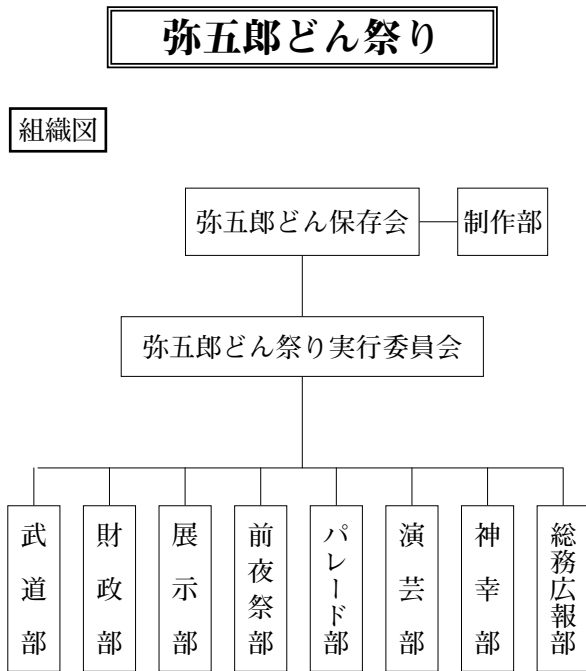 弥五郎どん祭り
組織図
弥五郎どん保存会
制作部
弥五郎どん祭り実行委員会
武道部
財政部
展示部
前夜祭部
パレード部
演芸部
神幸部
総務広報部